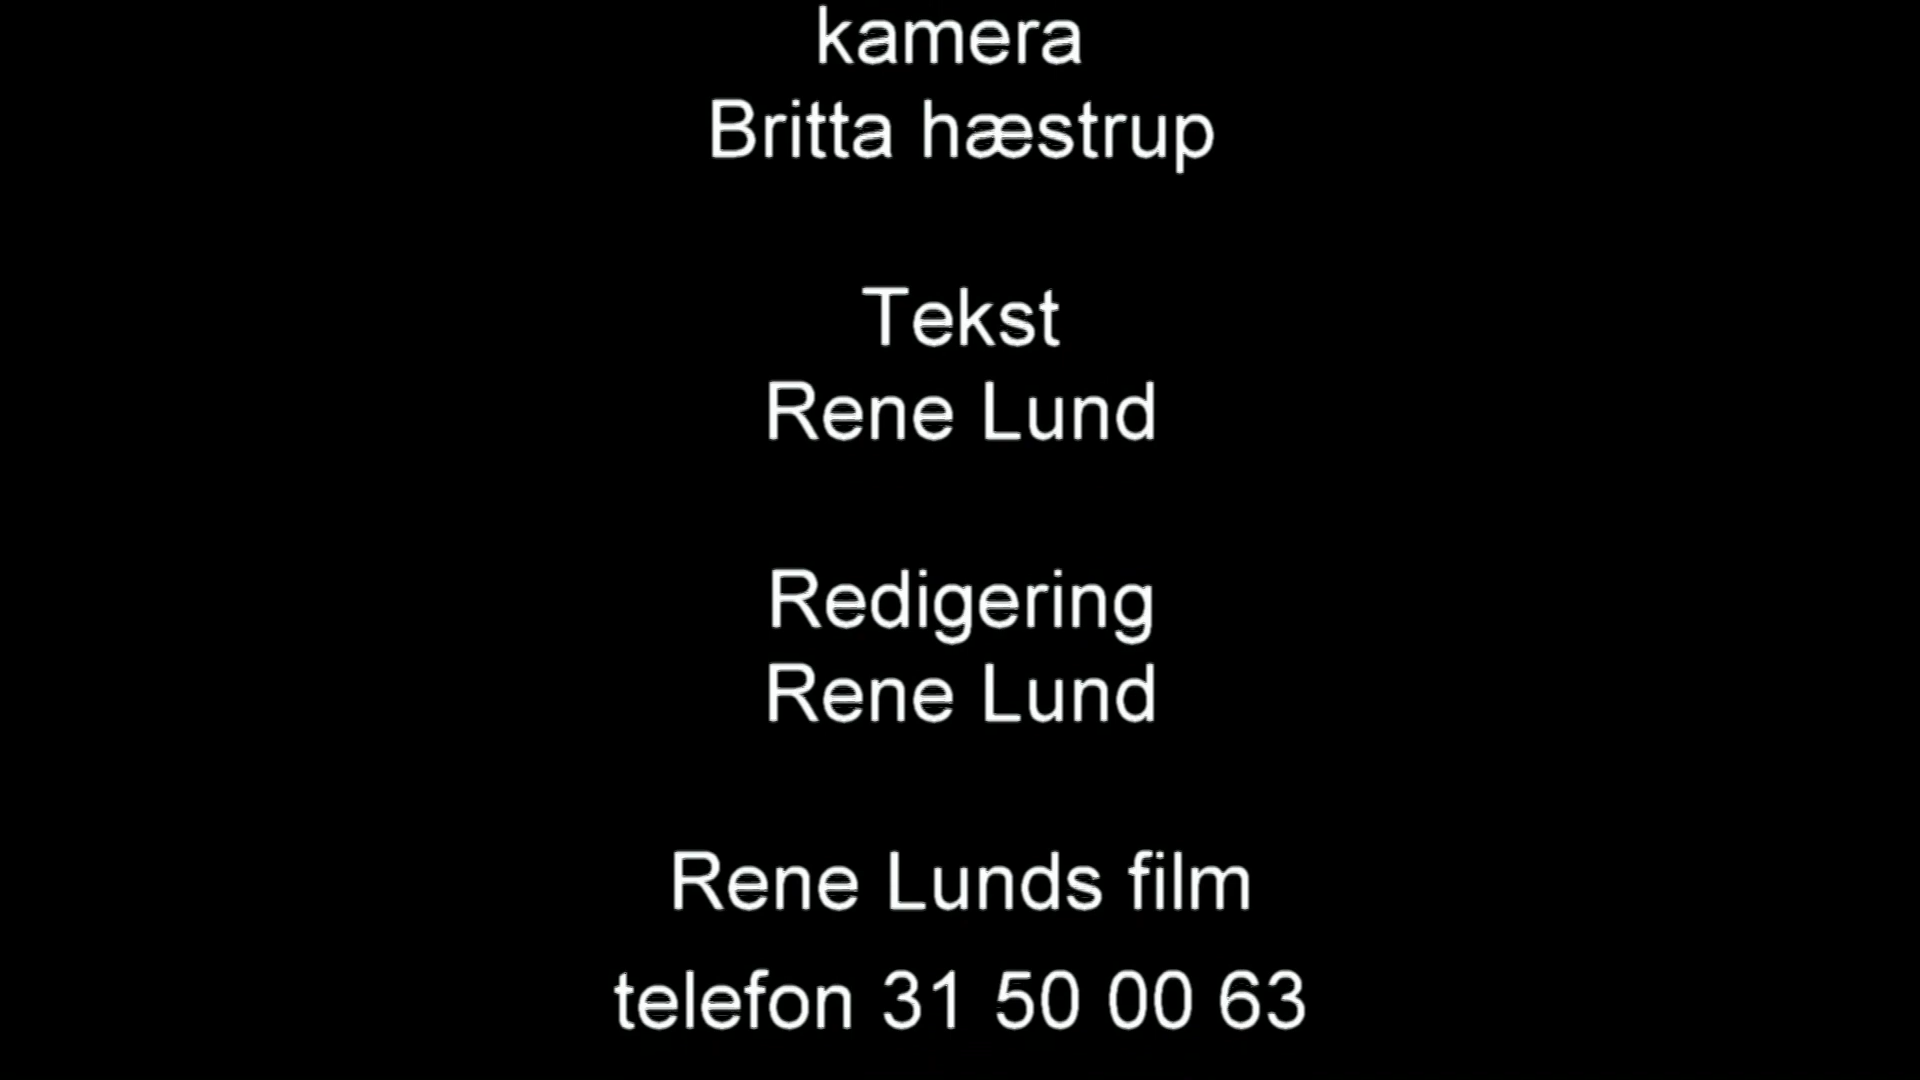 kamera
Britta hæstrup
Tekst
Rene Lund
Redigering
Rene Lund
Rene Lunds film
telefon 31 50 00 63